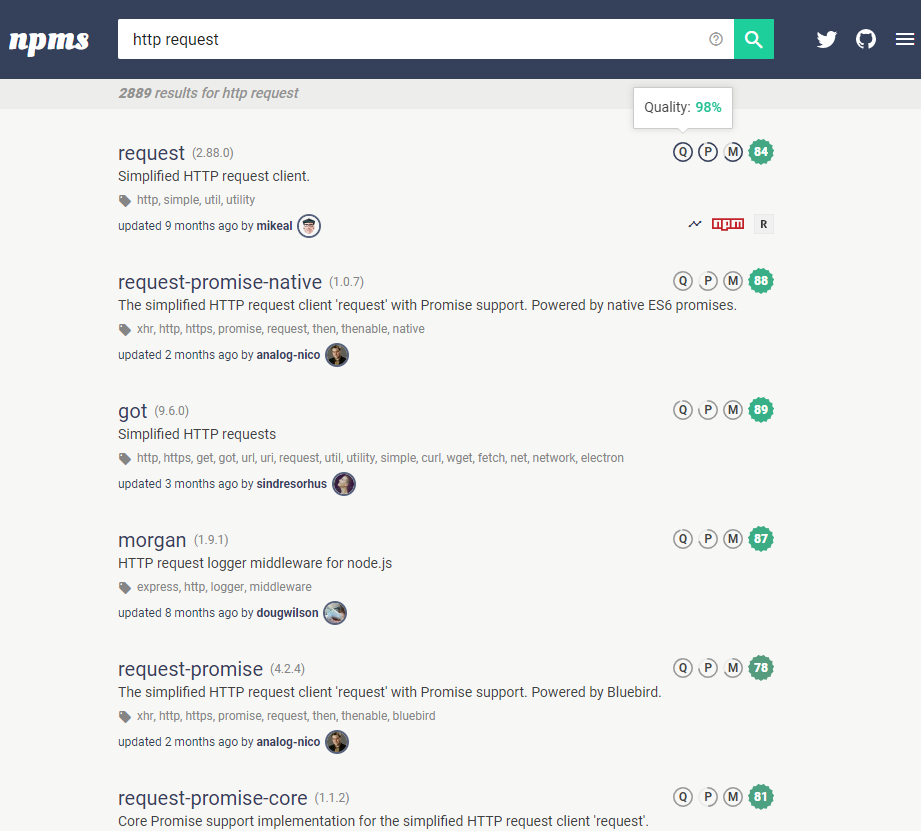 npms
http request
2889 results for http request
Quality: 98%
request (2.88.0)
Q P M 84
Simplified HTTP request client.
http, simple, util, utility
updated 9 months ago by mikeal
npm R
request-promise-native (1.0.7)
Q P M 88
The simplified HTTP request client 'request' with Promise support. Powered by native ES6 promises.
xhr, http, https, promise, request, then, thenable, native
updated 2 months ago by analog-nico
got (9.6.0)
Q P M 89
Simplified HTTP requests
http, https, get, got, url, uri, request, util, utility, simple, curl, wget, fetch, net, network, electron
updated 3 months ago by sindresorhus
morgan (1.9.1)
Q P M 87
HTTP request logger middleware for node.js
express, http, logger, middleware
updated 8 months ago by dougwilson
request-promise (4.2.4)
Q P M 78
The simplified HTTP request client 'request' with Promise support. Powered by Bluebird.
xhr, http, https, promise, request, then, thenable, bluebird
updated 2 months ago by analog-nico
request-promise-core (1.1.2)
Q P M 81
Core Promise support implementation for the simplified HTTP request client 'request'.